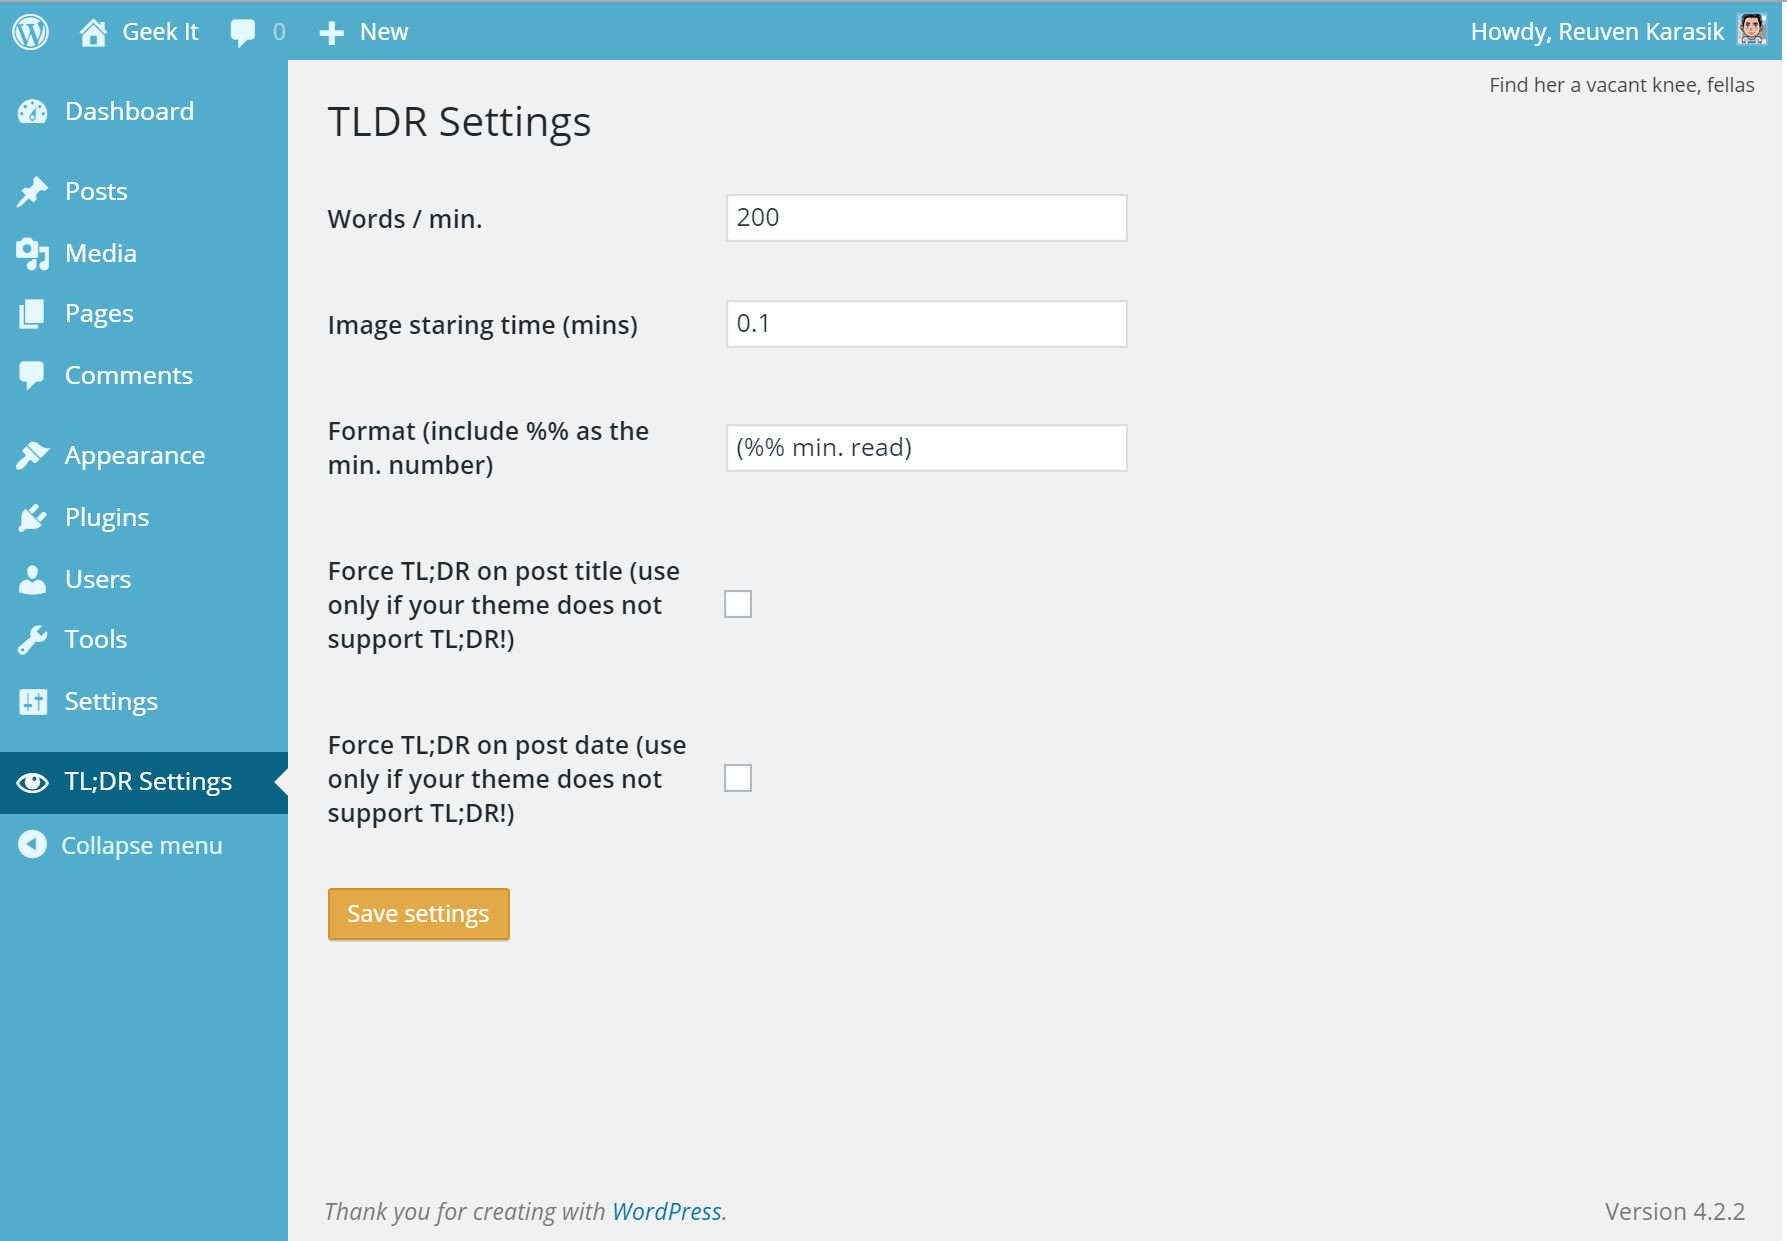 Geek It 0 New Howdy, Reuven Karasik
Find her a vacant knee, fellas
Dashboard
Posts
Media
Pages
Comments
Appearance
Plugins
Users
Tools
Settings
TL;DR Settings
Collapse menu
TLDR Settings
Words / min. 200
Image staring time (mins) 0.1
Format (include %% as the
min. number)
(%% min. read)
Force TL;DR on post title (use
only if your theme does not
support TL;DR!)
Force TL;DR on post date (use
only if your theme does not
support TL;DR!)
Save settings
Thank you for creating with WordPress. Version 4.2.2